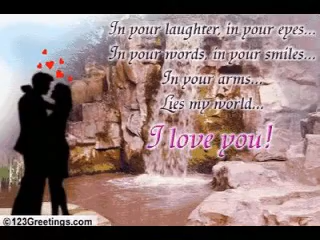 In your laughter, in your eyes...
In your words, in your smiles...
In your arms...
Lies my world...
I love you!
©123Greetings.com